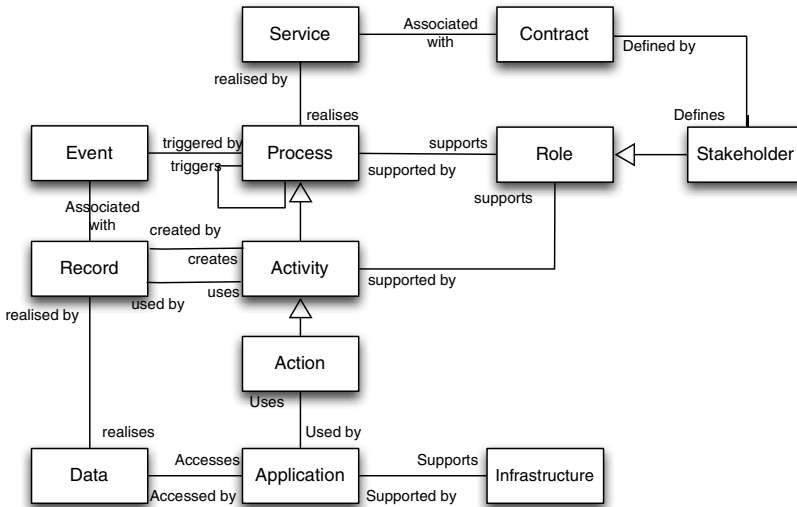 Service
Associated
with
Contract
Defined by
realised by
realises
Defines
Event
triggered by
triggers
Process
supports
supported by
Role
Stakeholder
supports
Associated
with
created by
creates
Record
Activity
used by
uses
supported by
realised by
Action
Uses
Used by
realises
Data
Accesses
Accessed by
Application
Supports
Supported by
Infrastructure